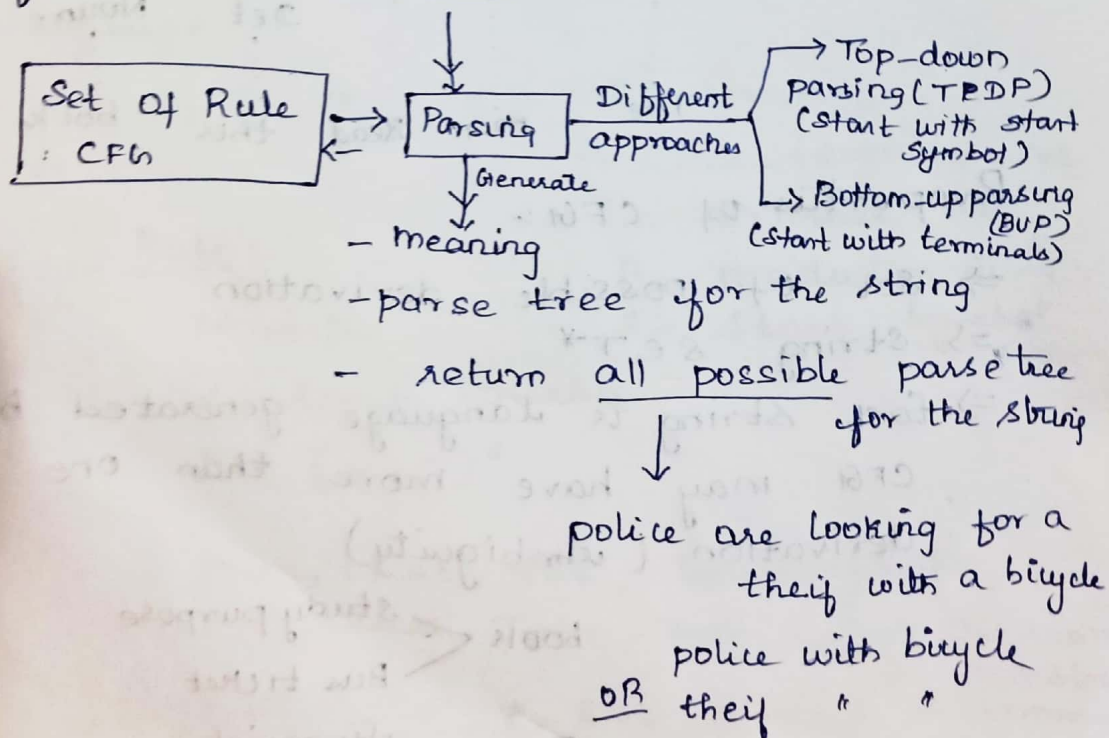 Set of Rule
: CFG
Parsing
Different
approaches
Top-down
parsing (TPDP)
(start with start
symbol)
Bottom-up parsing
(BUP)
(start with terminals)
Generate
- meaning
- parse tree for the string
- return all possible parse tree
for the string
police are looking for a
theif with a bicycle
police with bicycle
OR theif " "